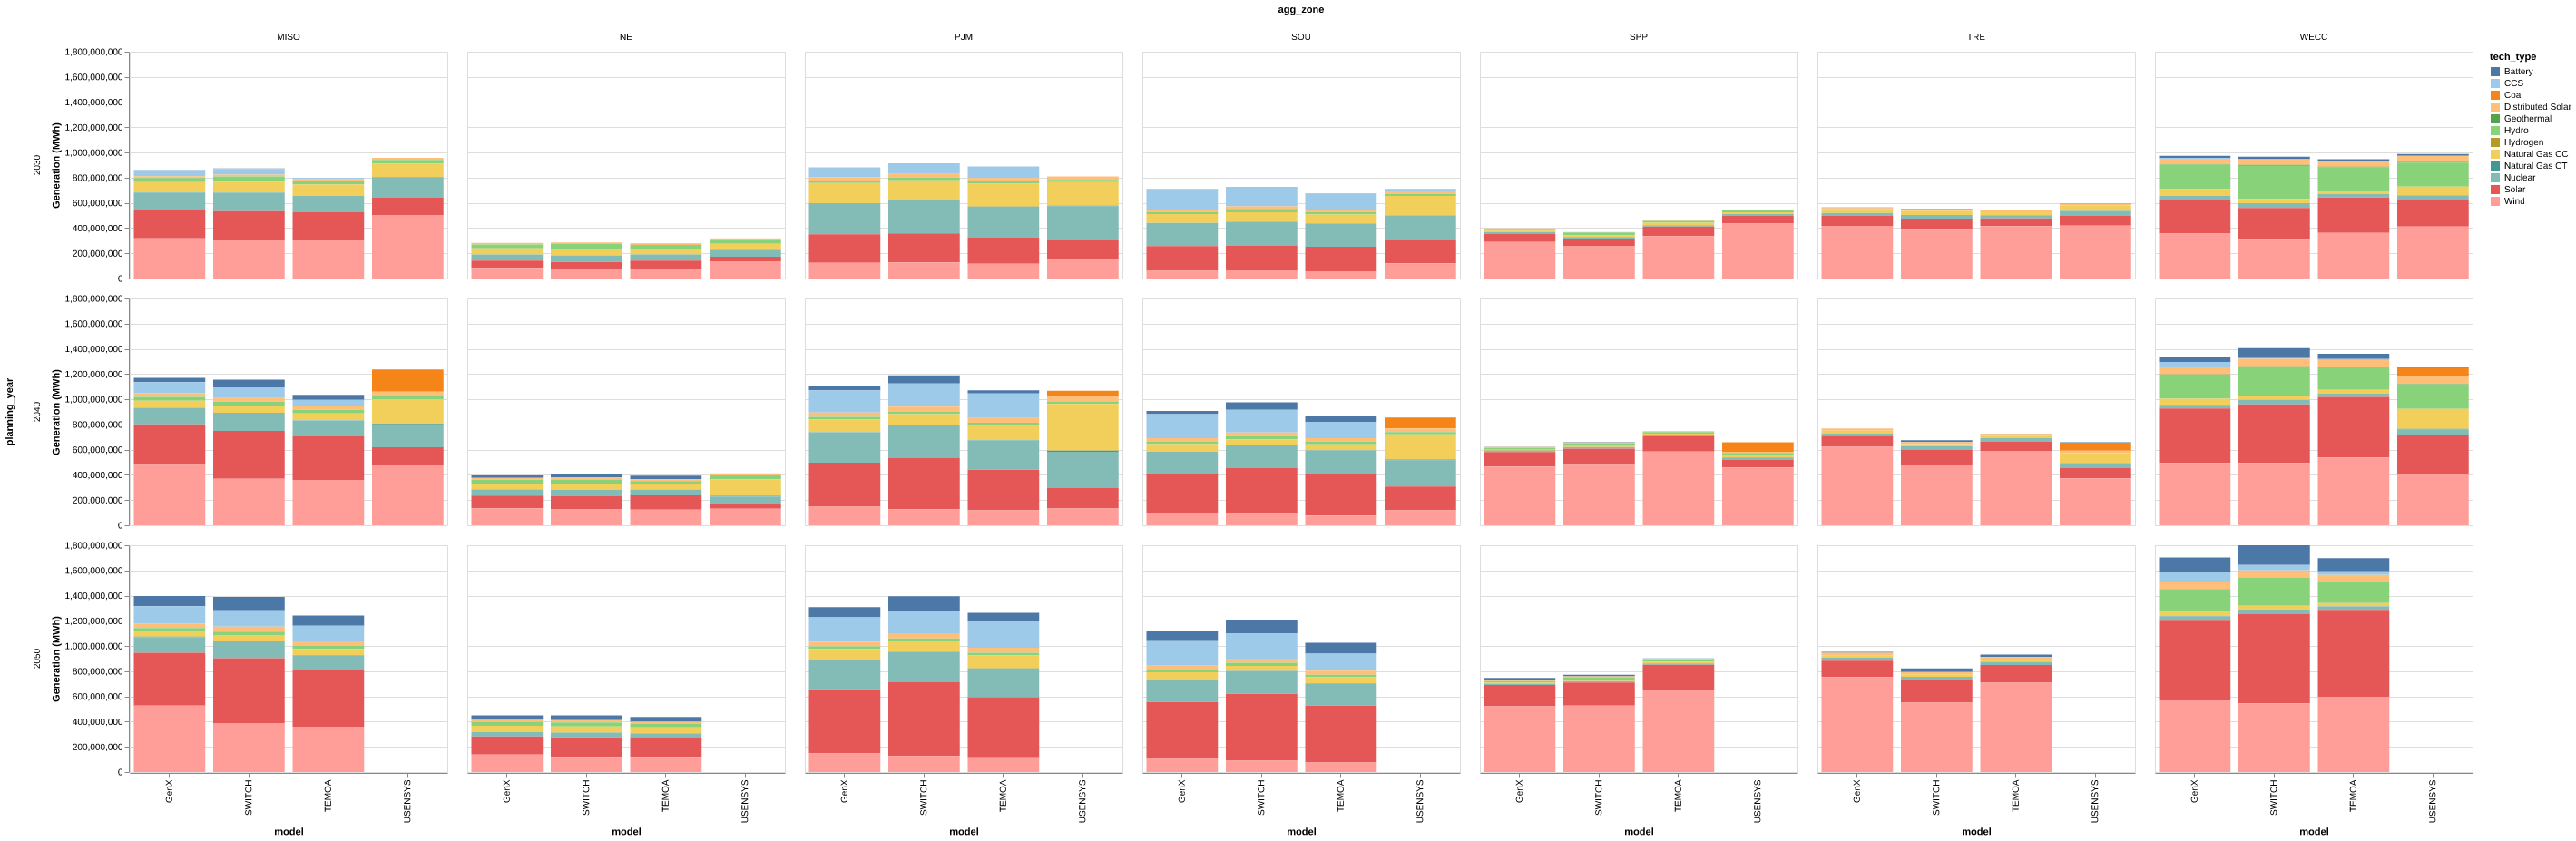 agg_zone
MISO NE PJM SOU SPP TRE WECC
planning_year
2030
Generation (MWh)
1,800,000,000
1,600,000,000
1,400,000,000
1,200,000,000
1,000,000,000
800,000,000
600,000,000
400,000,000
200,000,000
0
2040
Generation (MWh)
1,800,000,000
1,600,000,000
1,400,000,000
1,200,000,000
1,000,000,000
800,000,000
600,000,000
400,000,000
200,000,000
0
2050
Generation (MWh)
1,800,000,000
1,600,000,000
1,400,000,000
1,200,000,000
1,000,000,000
800,000,000
600,000,000
400,000,000
200,000,000
0
GenX SWITCH TEMOA USENSYS GenX SWITCH TEMOA USENSYS GenX SWITCH TEMOA USENSYS GenX SWITCH TEMOA USENSYS GenX SWITCH TEMOA USENSYS GenX SWITCH TEMOA USENSYS GenX SWITCH TEMOA USENSYS
model model model model model model model
tech_type
Battery
CCS
Coal
Distributed Solar
Geothermal
Hydro
Hydrogen
Natural Gas CC
Natural Gas CT
Nuclear
Solar
Wind